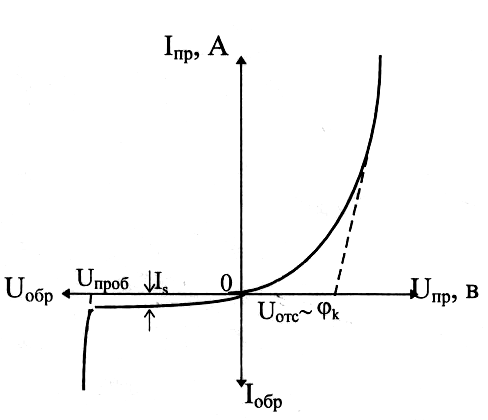 Iпр, А
Uобр
Uпроб
Is
0
Uпр, в
Uотс~ φk
Iобр